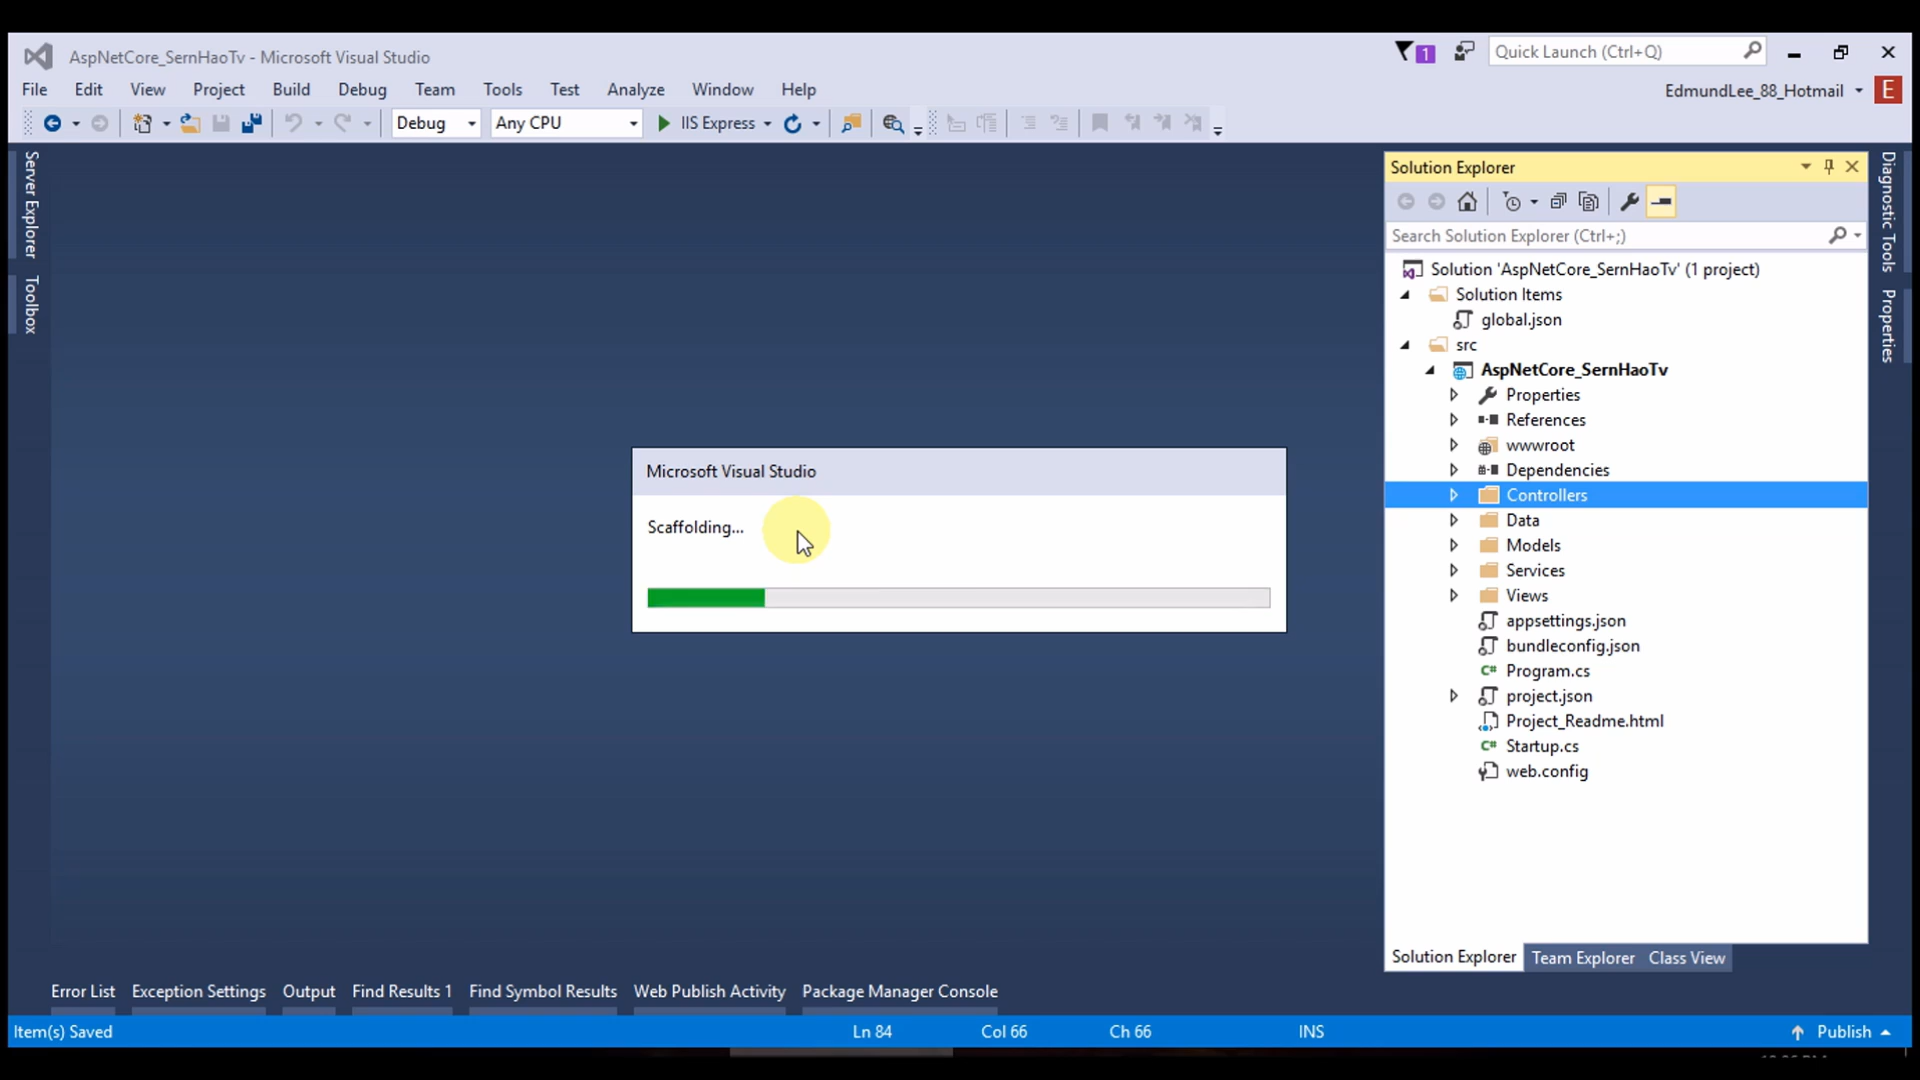 AspNetCore_SernHaoTv - Microsoft Visual Studio
1
Quick Launch (Ctrl+Q)
File Edit View Project Build Debug Team Tools Test Analyze Window Help
EdmundLee_88_Hotmail E
Debug Any CPU IIS Express
Server Explorer
Toolbox
Solution Explorer
Search Solution Explorer (Ctrl+;)
Solution 'AspNetCore_SernHaoTv' (1 project)
Solution Items
global.json
src
AspNetCore_SernHaoTv
Properties
References
wwwroot
Dependencies
Controllers
Data
Models
Services
Views
appsettings.json
bundleconfig.json
C# Program.cs
project.json
Project_Readme.html
C# Startup.cs
web.config
Diagnostic Tools
Properties
Microsoft Visual Studio
Scaffolding...
Solution Explorer Team Explorer Class View
Error List Exception Settings Output Find Results 1 Find Symbol Results Web Publish Activity Package Manager Console
Item(s) Saved Ln 84 Col 66 Ch 66 INS Publish